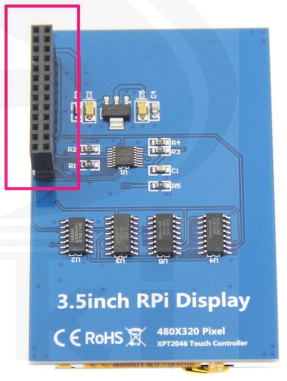 R2
R1
U1
R4
R3
C1
R5
U2
U3
U5
U4
3.5inch RPi Display
CE RoHS
480X320 Pixel
XPT2046 Touch Controller